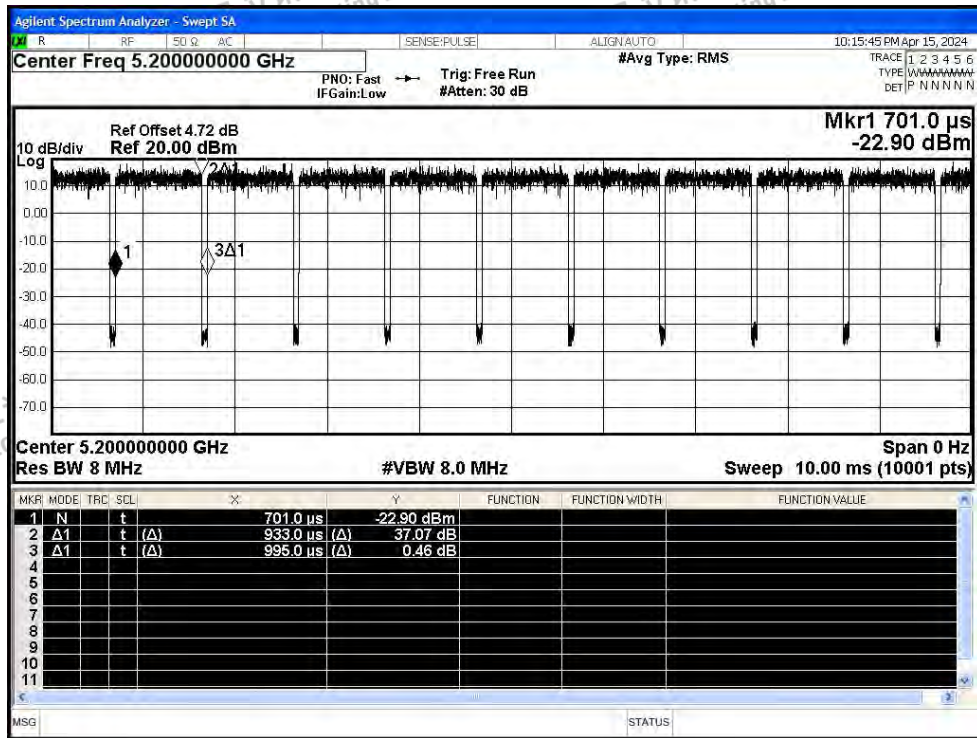 Agilent Spectrum Analyzer - Swept SA
R RF 50 Ω AC SENSE:PULSE ALIGN AUTO 10:15:45 PM Apr 15, 2024
Center Freq 5.200000000 GHz
PNO: Fast
IFGain:Low
Trig: Free Run
#Atten: 30 dB
#Avg Type: RMS
TRACE 1 2 3 4 5 6
TYPE
DET P N N N N N
Mkr1 701.0 µs
-22.90 dBm
Ref Offset 4.72 dB
10 dB/div Ref 20.00 dBm
Log
2Δ1
10.0
0.00
-10.0
1
3Δ1
-20.0
-30.0
-40.0
-50.0
-60.0
-70.0
Center 5.200000000 GHz Span 0 Hz
Res BW 8 MHz #VBW 8.0 MHz Sweep 10.00 ms (10001 pts)
MKR MODE TRC SCL X Y FUNCTION FUNCTION WIDTH FUNCTION VALUE
1 N t 701.0 µs -22.90 dBm
2 Δ1 t (Δ) 933.0 µs (Δ) 37.07 dB
3 Δ1 t (Δ) 995.0 µs (Δ) 0.46 dB
4
5
6
7
8
9
10
11
MSG STATUS